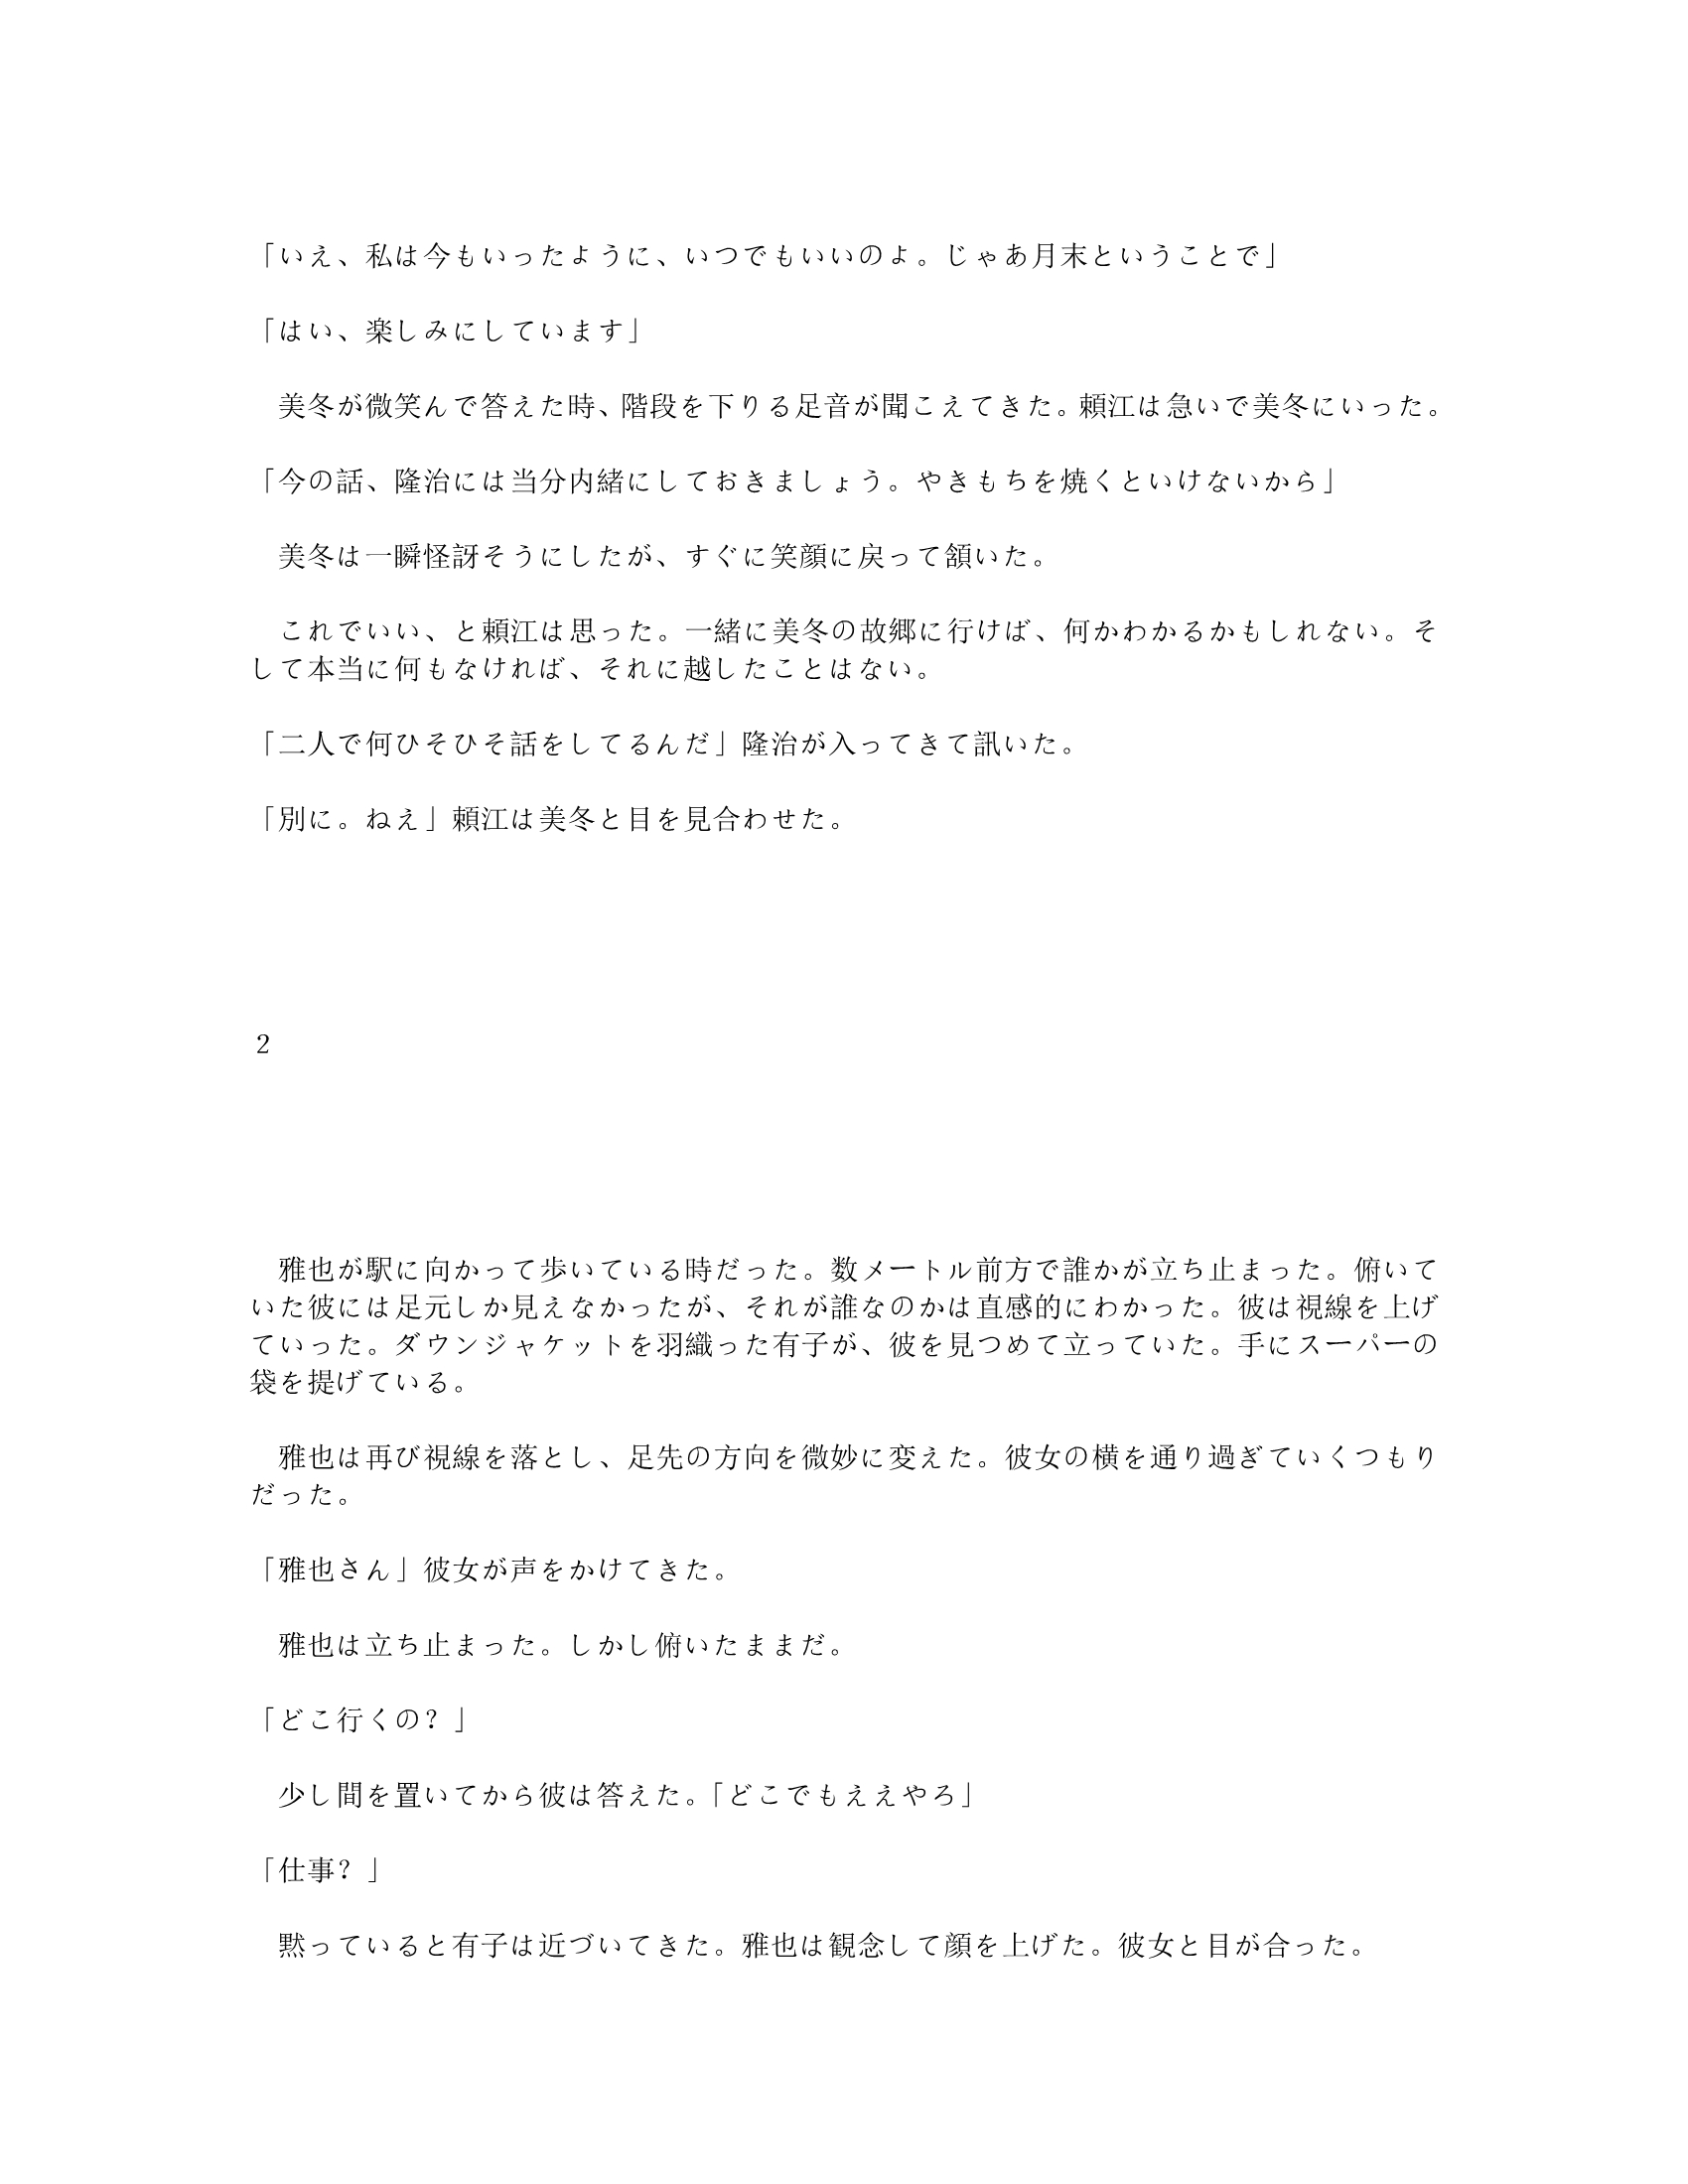 「いえ、私は今もいったように、いつでもいいのよ。じゃあ月末ということで」
「はい、楽しみにしています」
　美冬が微笑んで答えた時、階段を下りる足音が聞こえてきた。頼江は急いで美冬にいった。
「今の話、隆治には当分内緒にしておきましょう。やきもちを焼くといけないから」
　美冬は一瞬怪訝そうにしたが、すぐに笑顔に戻って頷いた。
　これでいい、と頼江は思った。一緒に美冬の故郷に行けば、何かわかるかもしれない。そ
して本当に何もなければ、それに越したことはない。
「二人で何ひそひそ話をしてるんだ」隆治が入ってきて訊いた。
「別に。ねえ」頼江は美冬と目を見合わせた。
２
　雅也が駅に向かって歩いている時だった。数メートル前方で誰かが立ち止まった。俯いて
いた彼には足元しか見えなかったが、それが誰なのかは直感的にわかった。彼は視線を上げ
ていった。ダウンジャケットを羽織った有子が、彼を見つめて立っていた。手にスーパーの
袋を提げている。
　雅也は再び視線を落とし、足先の方向を微妙に変えた。彼女の横を通り過ぎていくつもり
だった。
「雅也さん」彼女が声をかけてきた。
　雅也は立ち止まった。しかし俯いたままだ。
「どこ行くの？」
　少し間を置いてから彼は答えた。「どこでもええやろ」
「仕事？」
　黙っていると有子は近づいてきた。雅也は観念して顔を上げた。彼女と目が合った。